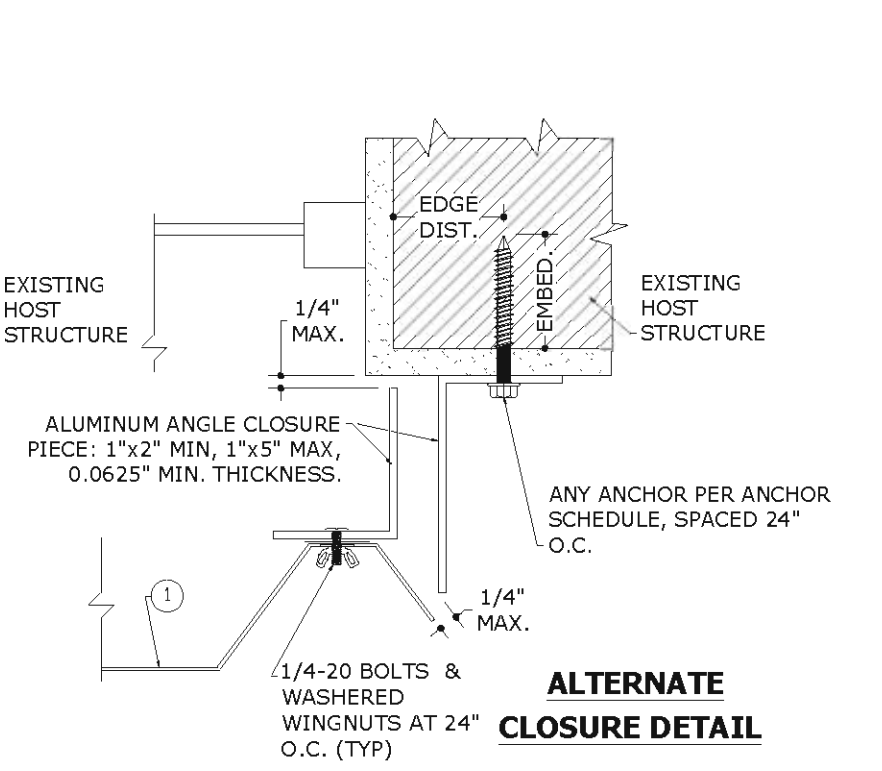 EDGE
DIST.
EMBED.
EXISTING
HOST
STRUCTURE
1/4"
MAX.
EXISTING
HOST
STRUCTURE
ALUMINUM ANGLE CLOSURE
PIECE: 1"x2" MIN, 1"x5" MAX,
0.0625" MIN. THICKNESS.
ANY ANCHOR PER ANCHOR
SCHEDULE, SPACED 24"
O.C.
1
1/4"
MAX.
1/4-20 BOLTS &
WASHERED
WINGNUTS AT 24"
O.C. (TYP)
ALTERNATE
CLOSURE DETAIL